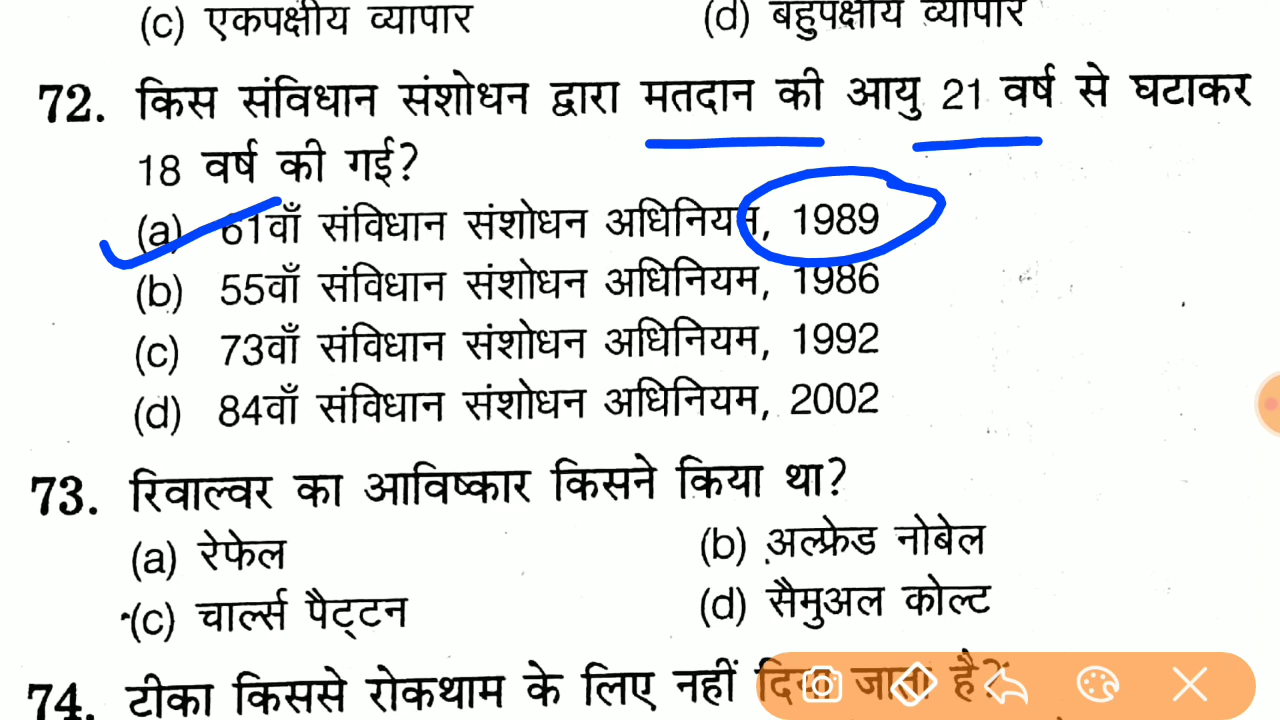 (c) एकपक्षीय व्यापार (d) बहुपक्षीय व्यापार
72. किस संविधान संशोधन द्वारा मतदान की आयु 21 वर्ष से घटाकर
18 वर्ष की गई?
(a) 61वाँ संविधान संशोधन अधिनियम, 1989
(b) 55वाँ संविधान संशोधन अधिनियम, 1986
(c) 73वाँ संविधान संशोधन अधिनियम, 1992
(d) 84वाँ संविधान संशोधन अधिनियम, 2002
73. रिवाल्वर का आविष्कार किसने किया था?
(a) रेफेल (b) अल्फ्रेड नोबेल
(c) चार्ल्स पैट्टन (d) सैमुअल कोल्ट
74. टीका किससे रोकथाम के लिए नहीं दिया जाता है?